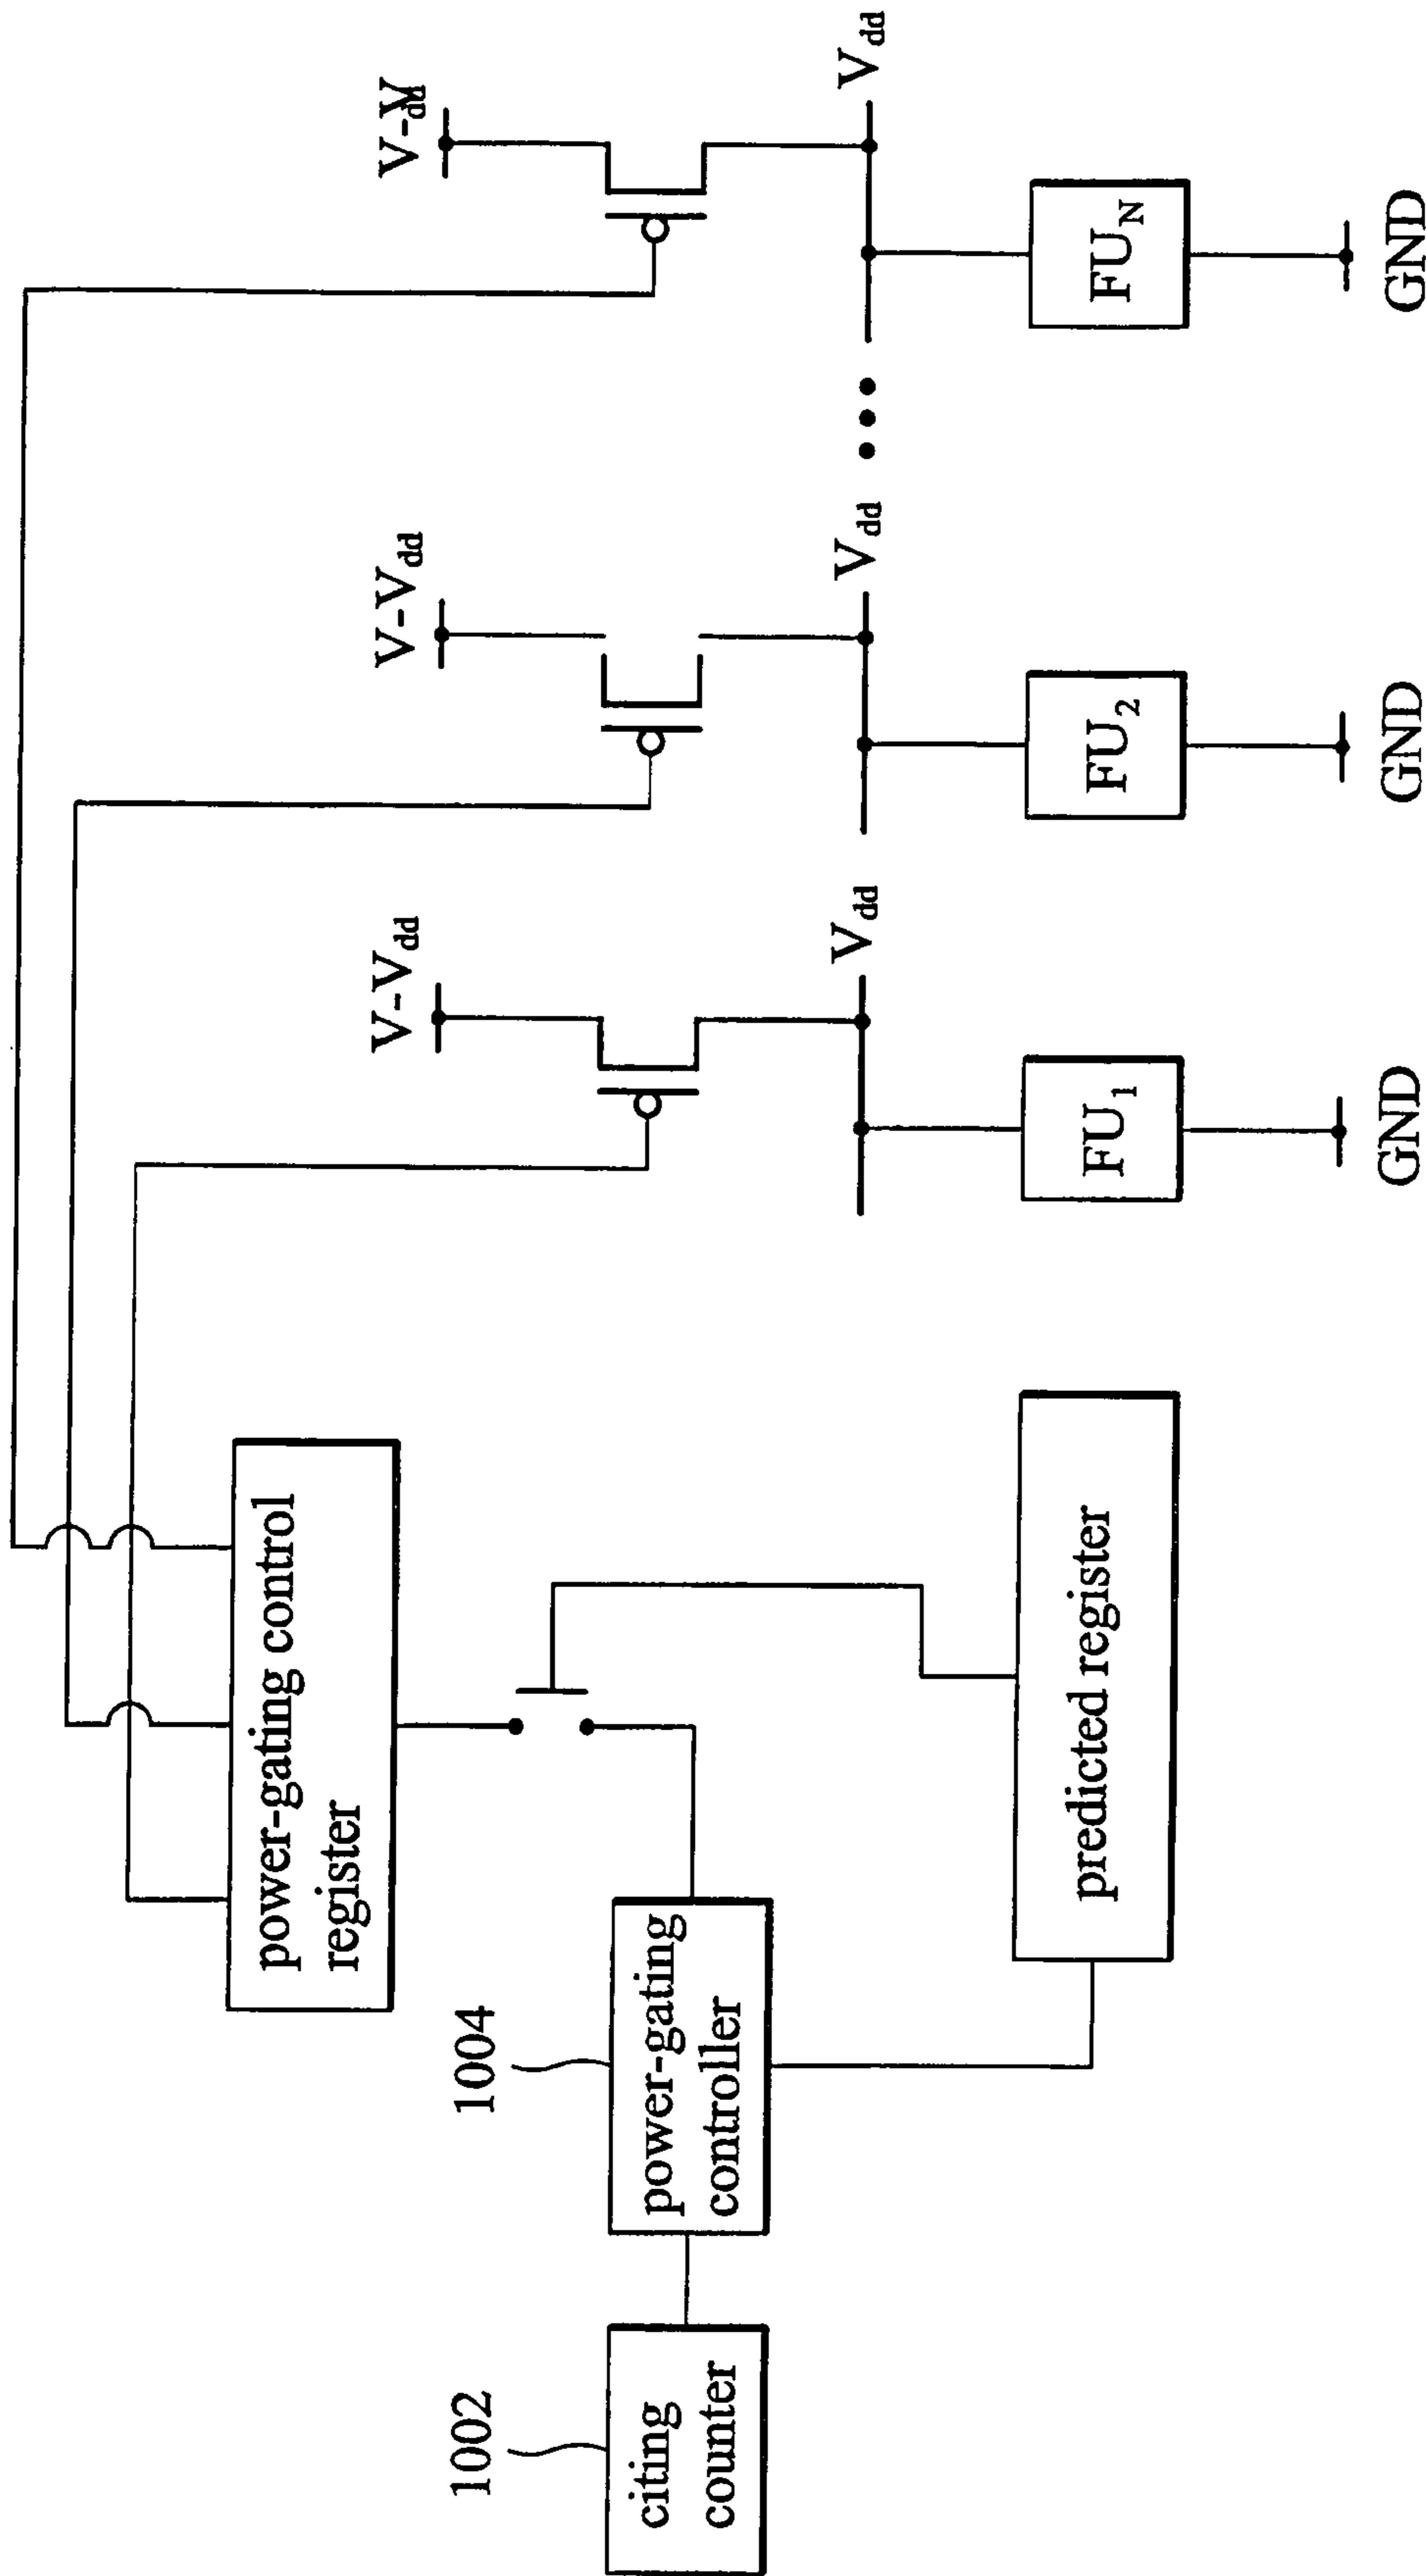 V-Vdd
V-Vdd
V-Vdd
power-gating control
register
Vdd
Vdd
Vdd
1002
1004
citing
counter
power-gating
controller
predicted register
FU1
FU2
FUN
GND
GND
GND